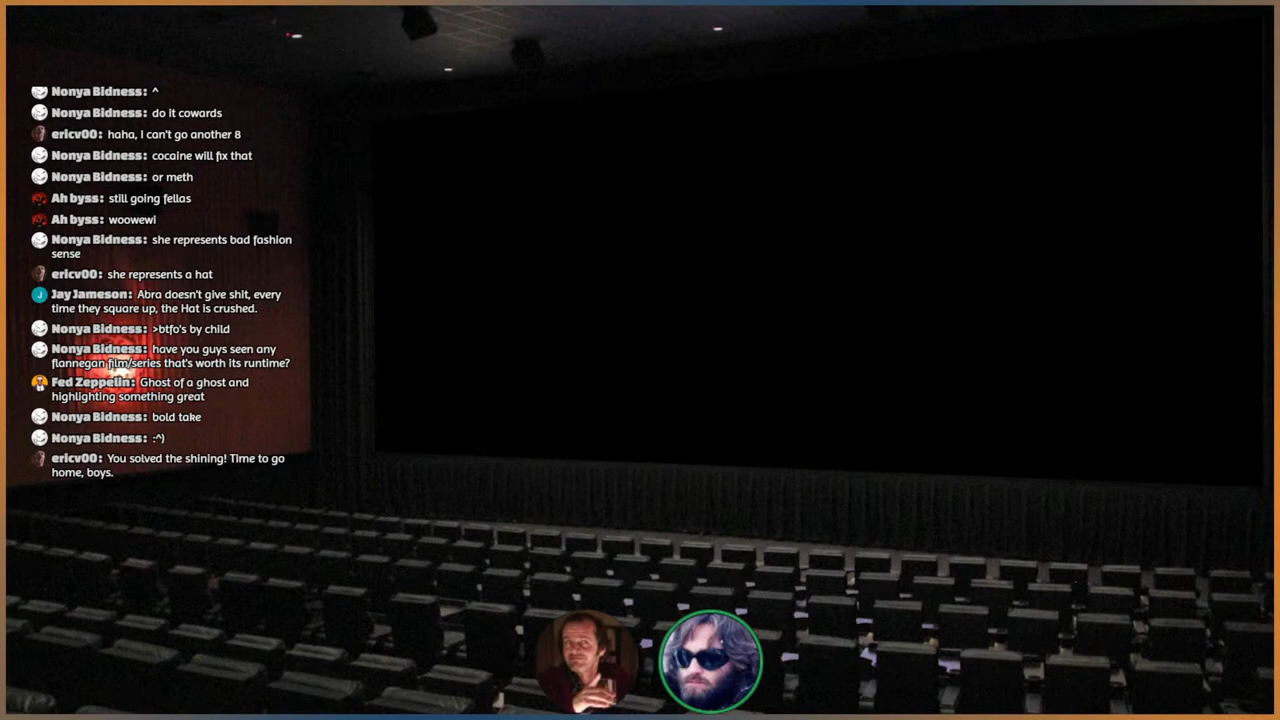 Nonya Bidness: ^
Nonya Bidness: do it cowards
ericv00: haha, I can't go another 8
Nonya Bidness: cocaine will fix that
Nonya Bidness: or meth
Ah byss: still going fellas
Ah byss: woowewi
Nonya Bidness: she represents bad fashion
sense
ericv00: she represents a hat
J
Jay Jameson: Abra doesn't give shit, every
time they square up, the Hat is crushed.
Nonya Bidness: >btfo's by child
Nonya Bidness: have you guys seen any
flannegan film/series that's worth its runtime?
Fed Zeppelin: Ghost of a ghost and
highlighting something great
Nonya Bidness: bold take
Nonya Bidness: :^)
ericv00: You solved the shining! Time to go
home, boys.